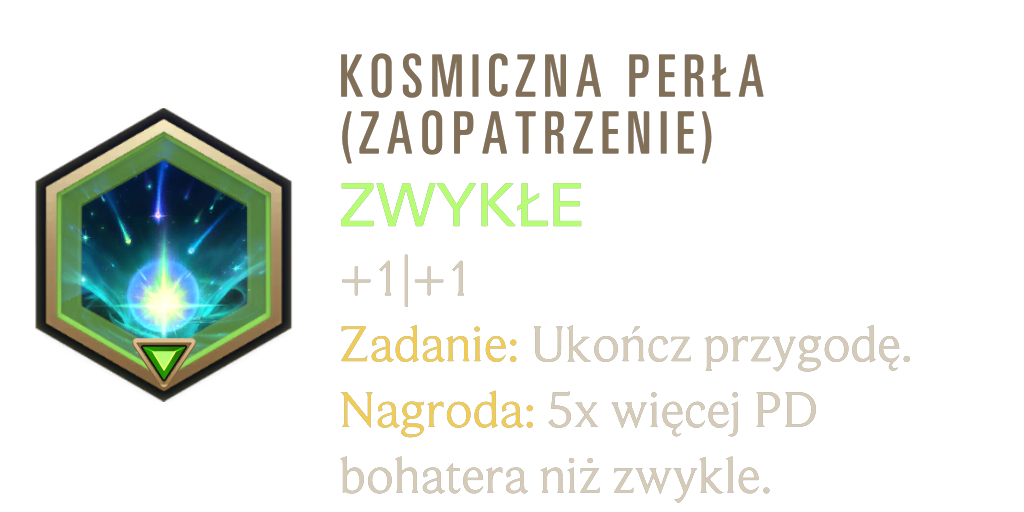 KOSMICZNA PERŁA
(ZAOPATRZENIE)
ZWYKŁE
+1|+1
Zadanie: Ukończ przygodę.
Nagroda: 5x więcej PD
bohatera niż zwykle.